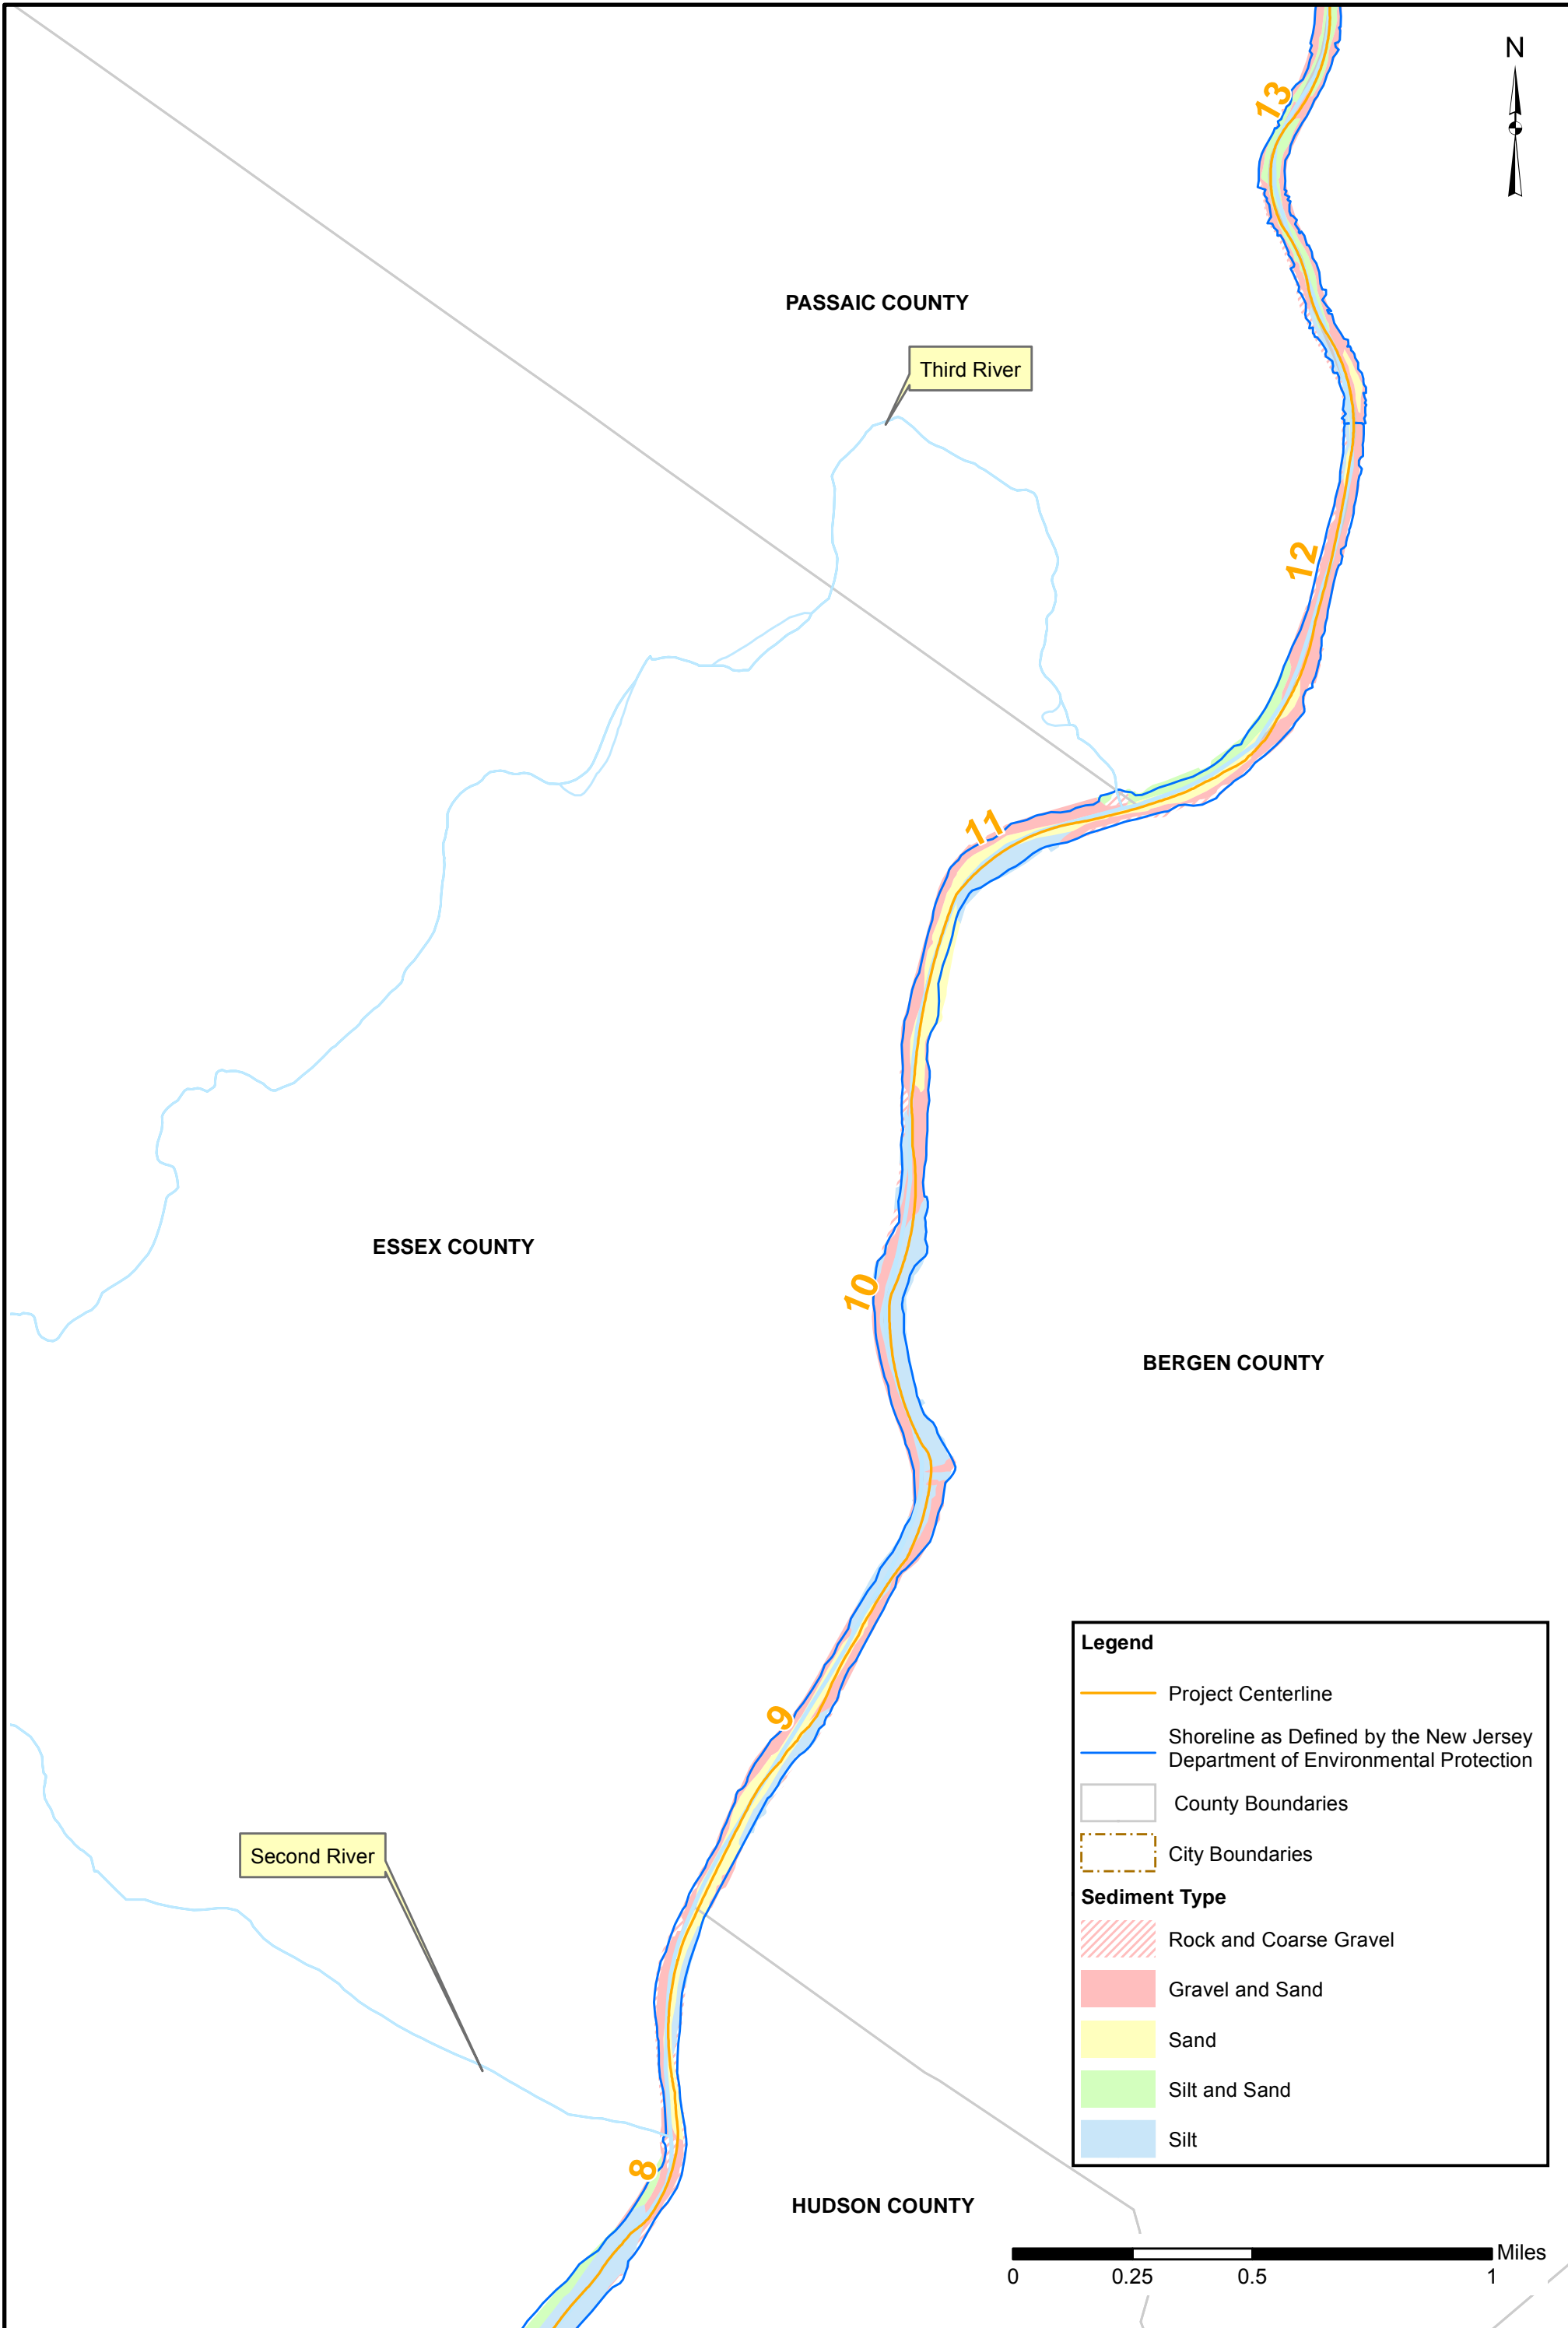 N
13
PASSAIC COUNTY
Third River
12
11
ESSEX COUNTY
10
BERGEN COUNTY
9
Second River
8
HUDSON COUNTY
Legend
Project Centerline
Shoreline as Defined by the New Jersey
Department of Environmental Protection
County Boundaries
City Boundaries
Sediment Type
Rock and Coarse Gravel
Gravel and Sand
Sand
Silt and Sand
Silt
Miles
0 0.25 0.5 1